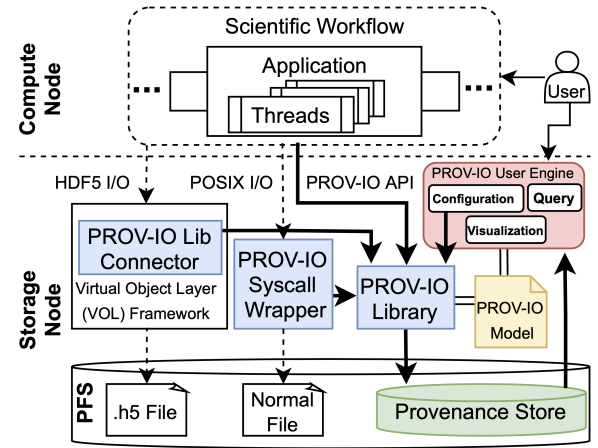 Scientific Workflow
Application
Threads
...
...
User
Compute
Node
HDF5 I/O
POSIX I/O
PROV-IO API
PROV-IO User Engine
Configuration
Query
Visualization
PROV-IO Lib
Connector
Virtual Object Layer
(VOL) Framework
PROV-IO
Syscall
Wrapper
PROV-IO
Library
PROV-IO
Model
Storage
Node
PFS
.h5 File
Normal
File
Provenance Store